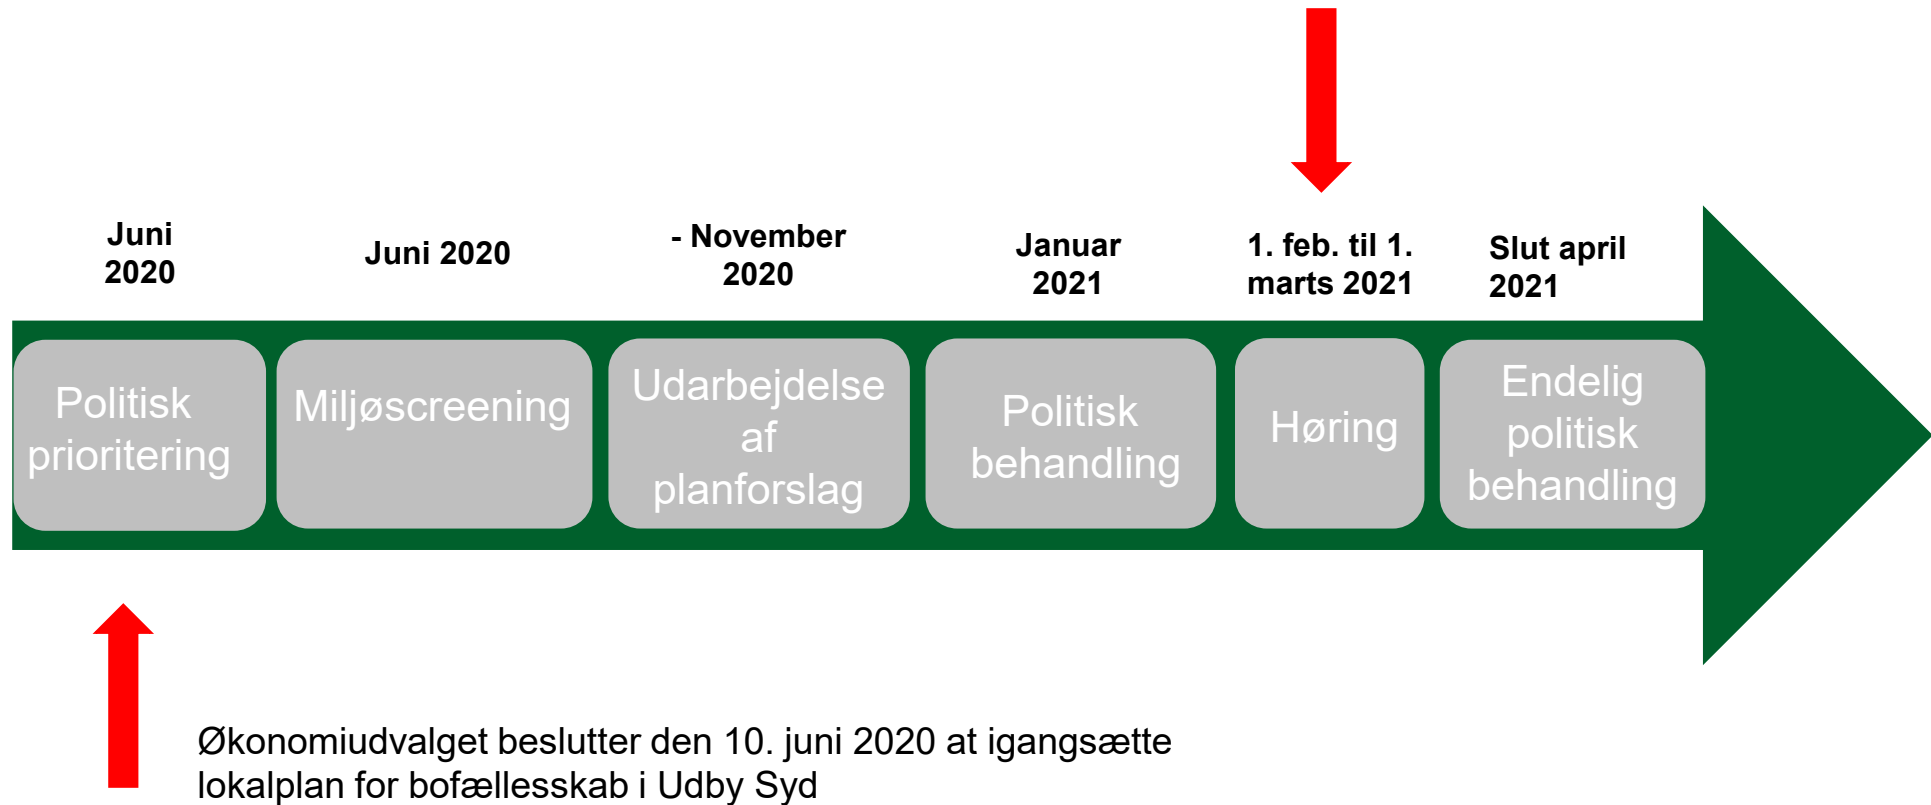 Juni
2020
Juni 2020
- November
2020
Januar
2021
1. feb. til 1.
marts 2021
Slut april
2021
Politisk
prioritering
Miljøscreening
Udarbejdelse
af
planforslag
Politisk
behandling
Høring
Endelig
politisk
behandling
Økonomiudvalget beslutter den 10. juni 2020 at igangsætte
lokalplan for bofællesskab i Udby Syd